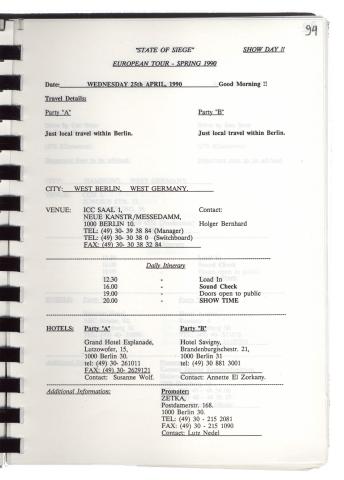 94
"STATE OF SIEGE" SHOW DAY !!
EUROPEAN TOUR - SPRING 1990
Date: WEDNESDAY 25th APRIL, 1990 Good Morning !!
Travel Details:
Party "A" Party "B"
Just local travel within Berlin. Just local travel within Berlin.
CITY: WEST BERLIN, WEST GERMANY.
VENUE: ICC SAAL 1, Contact:
NEUE KANSTR/MESSEDAMM,
1000 BERLIN 10. Holger Bernhard
TEL: (49) 30- 39 38 84 (Manager)
TEL: (49) 30- 30 38 0 (Switchboard)
FAX: (49) 30- 30 38 32 84
Daily Itinerary
12.30 " Load In
16.00 " Sound Check
19.00 " Doors open to public
20.00 " SHOW TIME
HOTELS: Party "A" Party "B"
Grand Hotel Esplanade, Hotel Savigny,
Lutzowofer, 15, Brandenburgischestr. 21,
1000 Berlin 30. 1000 Berlin 31
tel: (49) 30- 261011 tel: (49) 30 881 3001
FAX: (49) 30- 2629121
Contact: Susanne Wolf. Contact: Annette El Zorkany.
Additional Information: Promoter:
ZETKA,
Postdamerstr. 168.
1000 Berlin 30.
TEL: (49) 30 - 215 2081
FAX: (49) 30 - 215 1090
Contact: Lutz Nedel